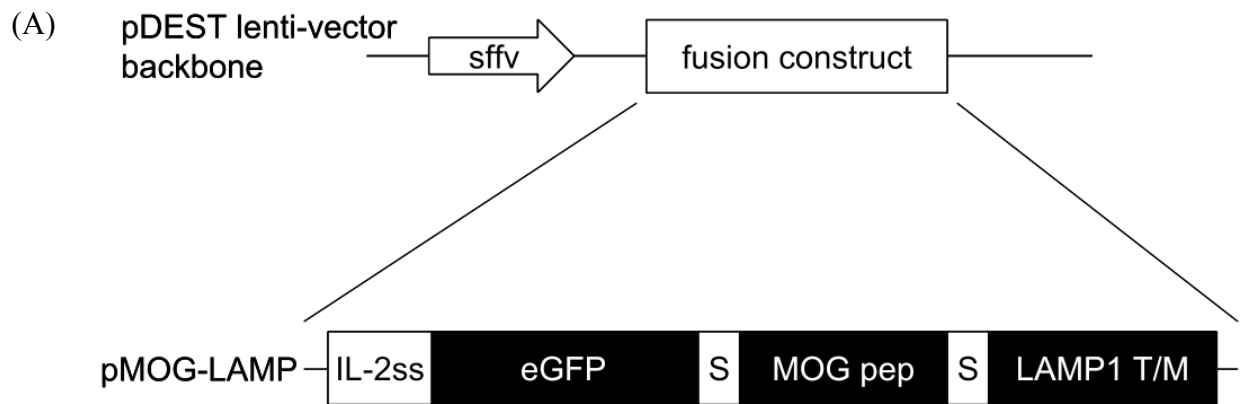 (A)
pDEST lenti-vector
backbone
sffv
fusion construct
pMOG-LAMP
IL-2ss
eGFP
S
MOG pep
S
LAMP1 T/M